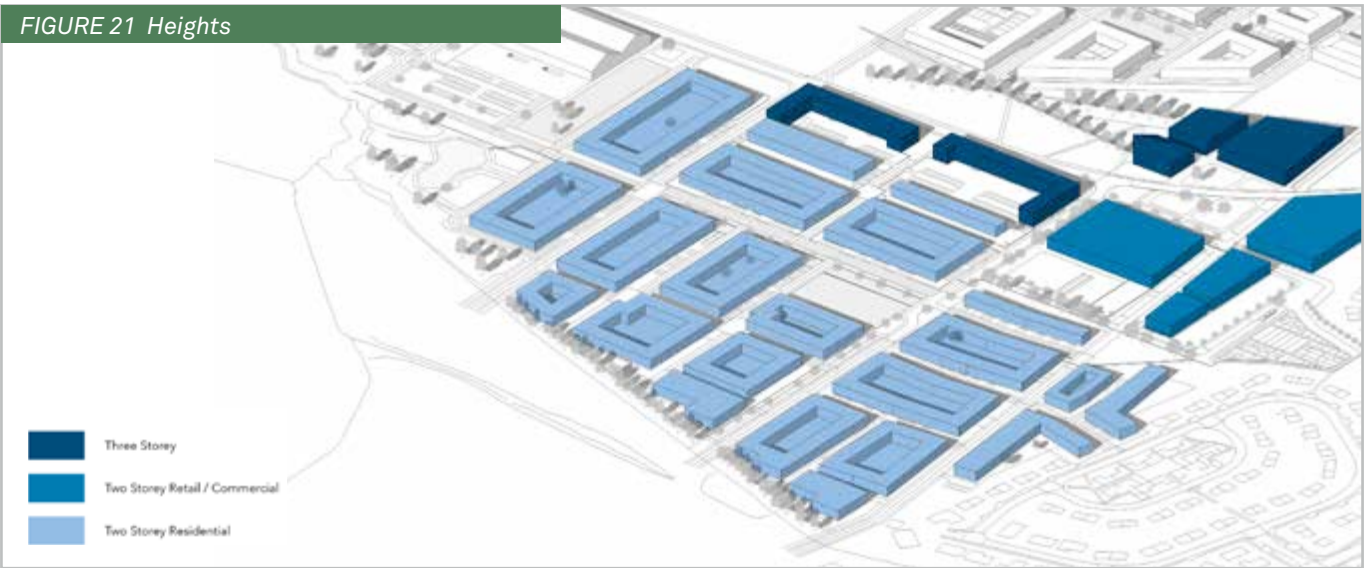 FIGURE 21 Heights
Three Storey
Two Storey Retail / Commercial
Two Storey Residential